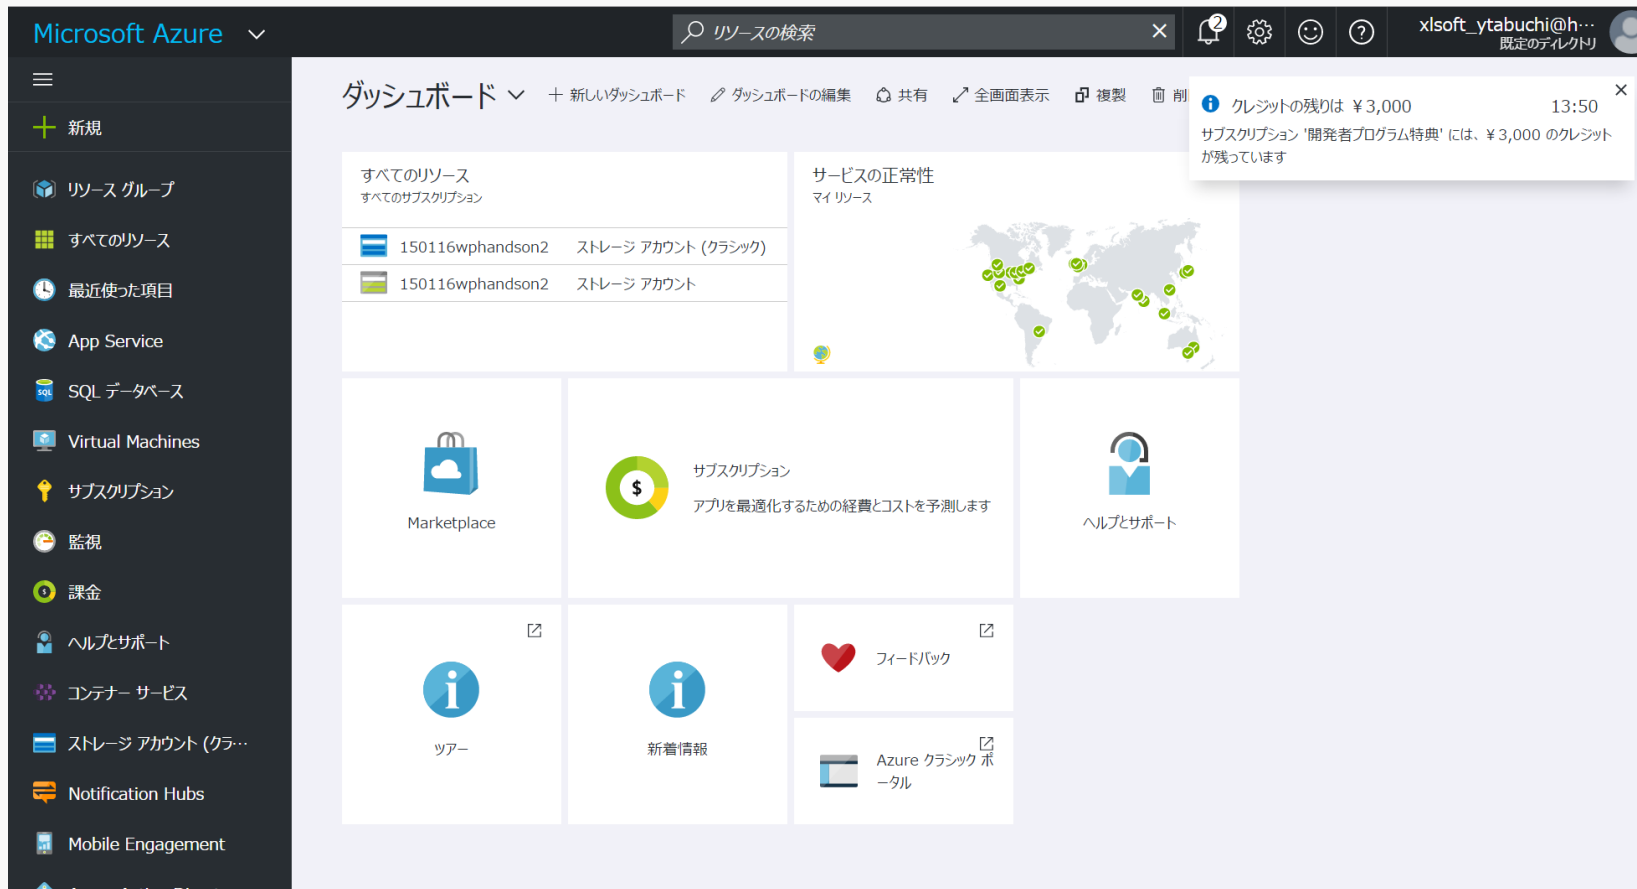 Microsoft Azure
リソースの検索
2
xlsoft_ytabuchi@h…
既定のディレクトリ
ダッシュボード
新しいダッシュボード
ダッシュボードの編集
共有
全画面表示
複製
削
クレジットの残りは ¥3,000
13:50
サブスクリプション '開発者プログラム特典' には、¥3,000 のクレジット
が残っています
新規
リソース グループ
すべてのリソース
最近使った項目
App Service
SQL データベース
Virtual Machines
サブスクリプション
監視
課金
ヘルプとサポート
コンテナー サービス
ストレージ アカウント (クラ…
Notification Hubs
Mobile Engagement
すべてのリソース
すべてのサブスクリプション
150116wphandson2 ストレージ アカウント (クラシック)
150116wphandson2 ストレージ アカウント
サービスの正常性
マイ リソース
Marketplace
$
サブスクリプション
アプリを最適化するための経費とコストを予測します
ヘルプとサポート
ツアー
新着情報
フィードバック
Azure クラシック ポ
ータル